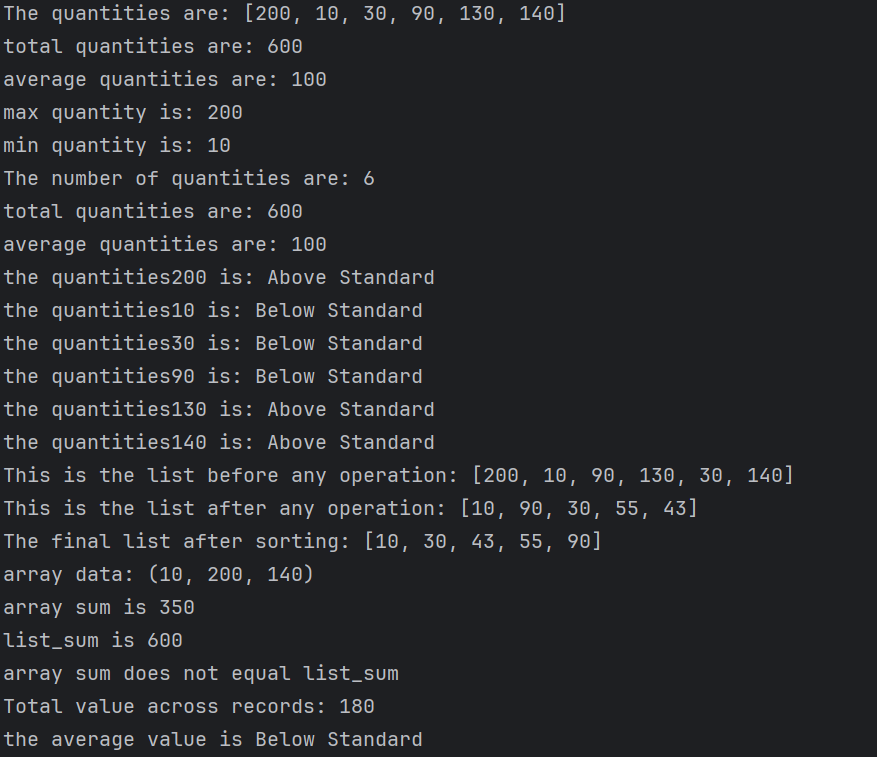 The quantities are: [200, 10, 30, 90, 130, 140]
total quantities are: 600
average quantities are: 100
max quantity is: 200
min quantity is: 10
The number of quantities are: 6
total quantities are: 600
average quantities are: 100
the quantities200 is: Above Standard
the quantities10 is: Below Standard
the quantities30 is: Below Standard
the quantities90 is: Below Standard
the quantities130 is: Above Standard
the quantities140 is: Above Standard
This is the list before any operation: [200, 10, 90, 130, 30, 140]
This is the list after any operation: [10, 90, 30, 55, 43]
The final list after sorting: [10, 30, 43, 55, 90]
array data: (10, 200, 140)
array sum is 350
list_sum is 600
array sum does not equal list_sum
Total value across records: 180
the average value is Below Standard